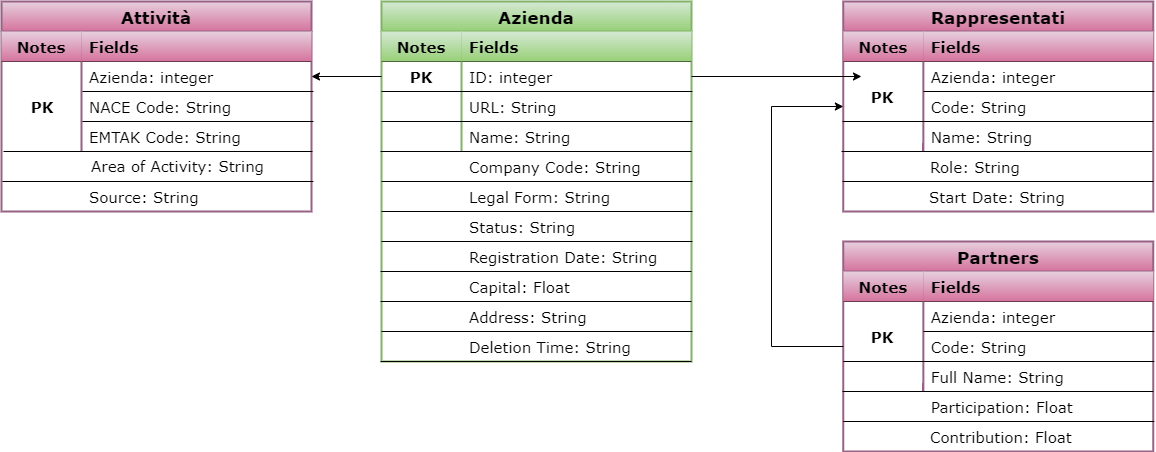 Attività
Notes Fields
Azienda: integer
PK NACE Code: String
EMTAK Code: String
Area of Activity: String
Source: String
Azienda
Notes Fields
PK ID: integer
URL: String
Name: String
Company Code: String
Legal Form: String
Status: String
Registration Date: String
Capital: Float
Address: String
Deletion Time: String
Rappresentati
Notes Fields
Azienda: integer
PK
Code: String
Name: String
Role: String
Start Date: String
Partners
Notes Fields
Azienda: integer
PK
Code: String
Full Name: String
Participation: Float
Contribution: Float